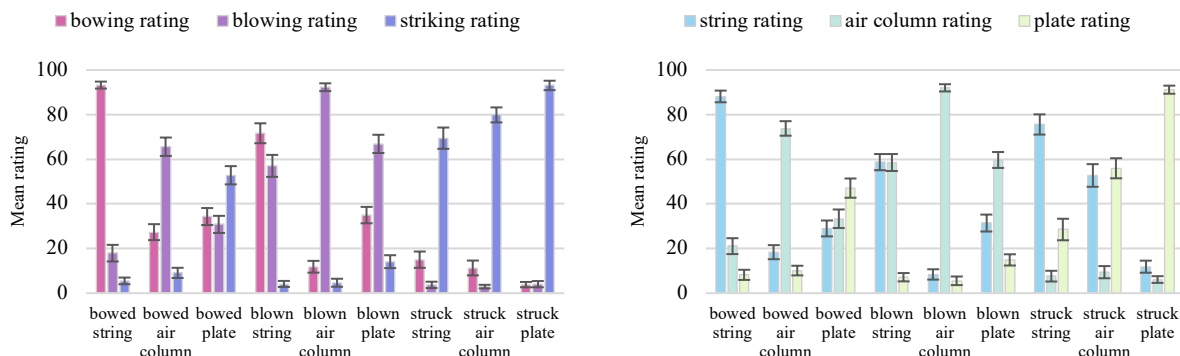 bowing rating blowing rating striking rating
100
80
60
40
20
0
Mean rating
bowed string
bowed air column
bowed plate
blown string
blown air column
blown plate
struck string
struck air column
struck plate
string rating air column rating plate rating
100
80
60
40
20
0
Mean rating
bowed string
bowed air column
bowed plate
blown string
blown air column
blown plate
struck string
struck air column
struck plate